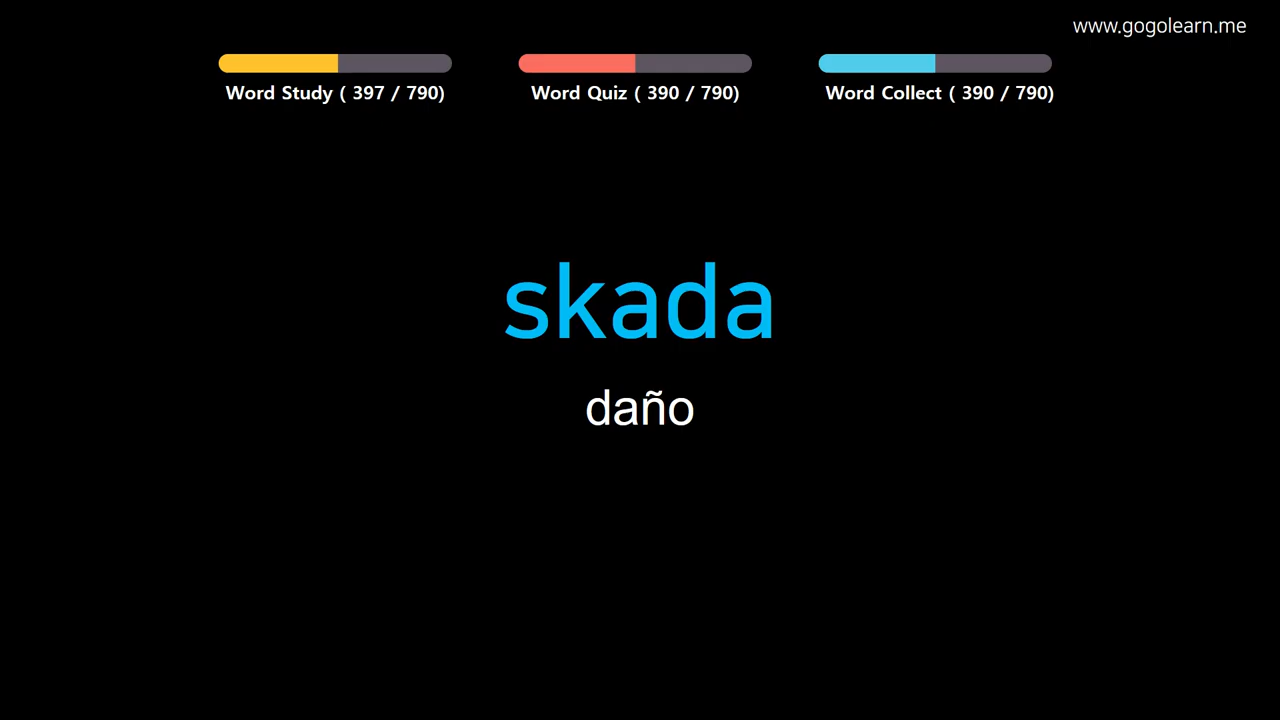 www.gogolearn.me
Word Study ( 397 / 790)
Word Quiz ( 390 / 790)
Word Collect ( 390 / 790)
skada
daño